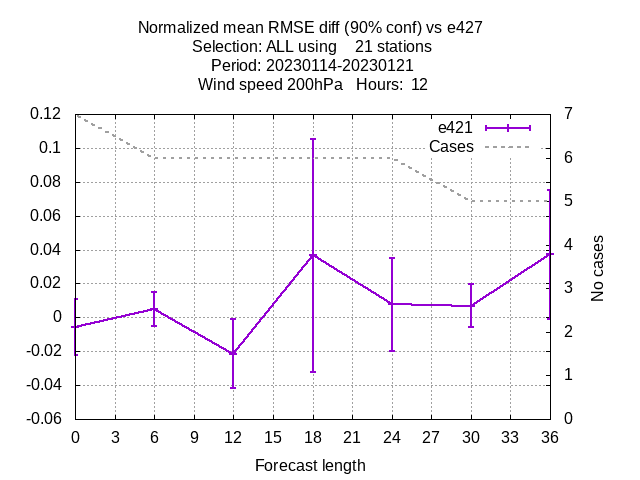 Normalized mean RMSE diff (90% conf) vs e427
Selection: ALL using    21 stations
Period: 20230114-20230121
Wind speed 200hPa   Hours:  12
0.12
0.1
0.08
0.06
0.04
0.02
0
-0.02
-0.04
-0.06
7
6
5
4
3
2
1
0
e421
Cases
No cases
0 3 6 9 12 15 18 21 24 27 30 33 36
Forecast length